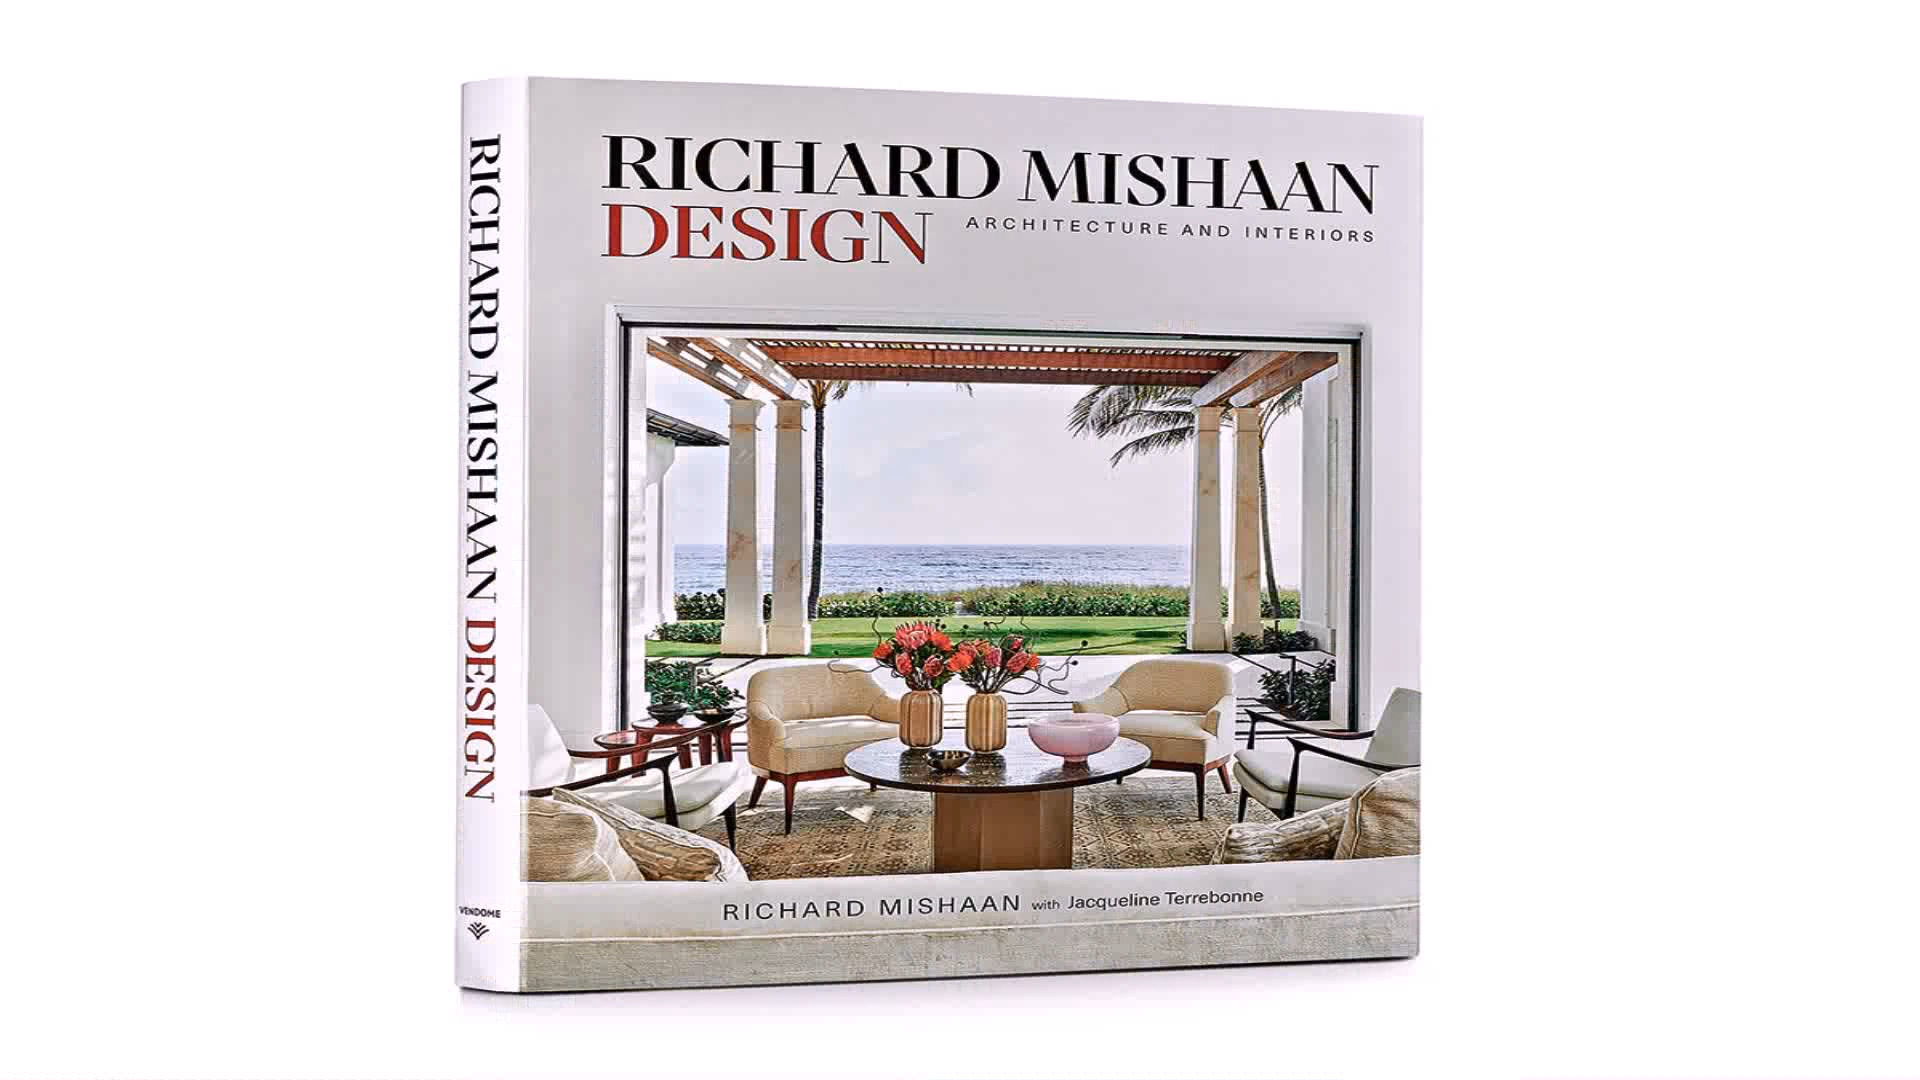 RICHARD MISHAAN DESIGN
VENDOME
RICHARD MISHAAN
DESIGN
ARCHITECTURE AND INTERIORS
RICHARD MISHAAN with Jacqueline Terrebonne